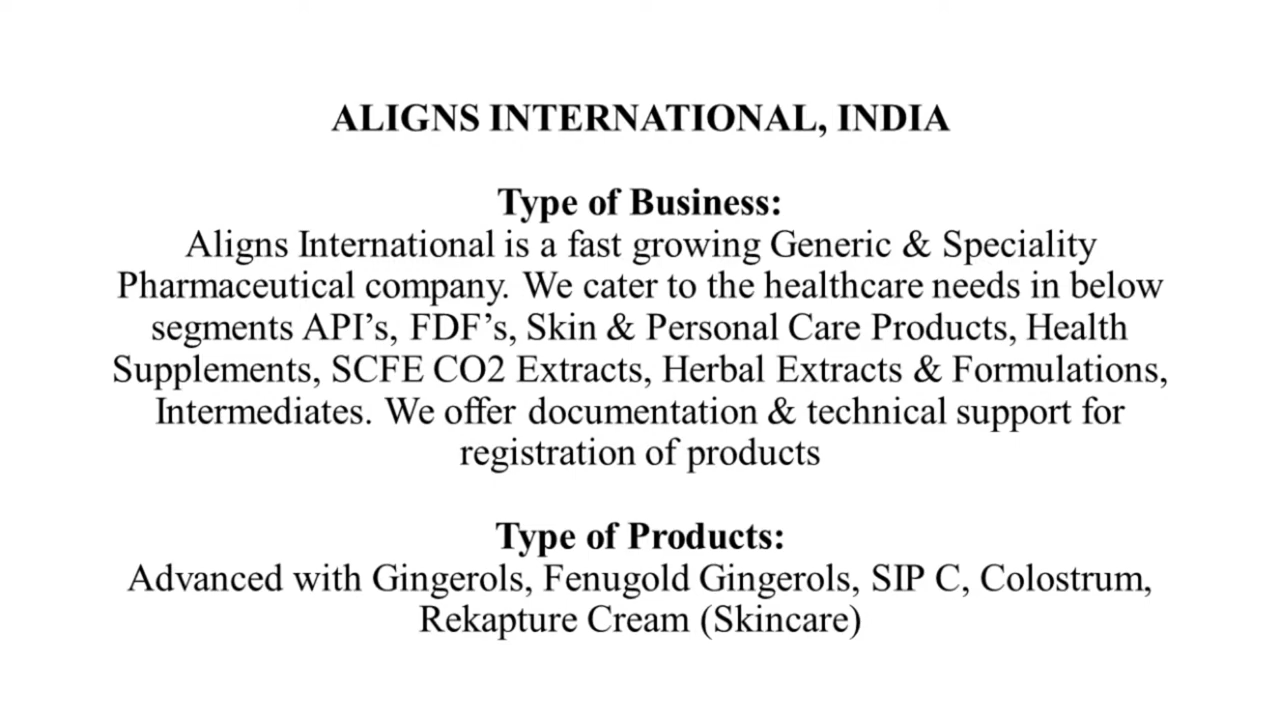 ALIGNS INTERNATIONAL, INDIA
Type of Business:
Aligns International is a fast growing Generic & Speciality
Pharmaceutical company. We cater to the healthcare needs in below
segments API’s, FDF’s, Skin & Personal Care Products, Health
Supplements, SCFE CO2 Extracts, Herbal Extracts & Formulations,
Intermediates. We offer documentation & technical support for
registration of products
Type of Products:
Advanced with Gingerols, Fenugold Gingerols, SIP C, Colostrum,
Rekapture Cream (Skincare)